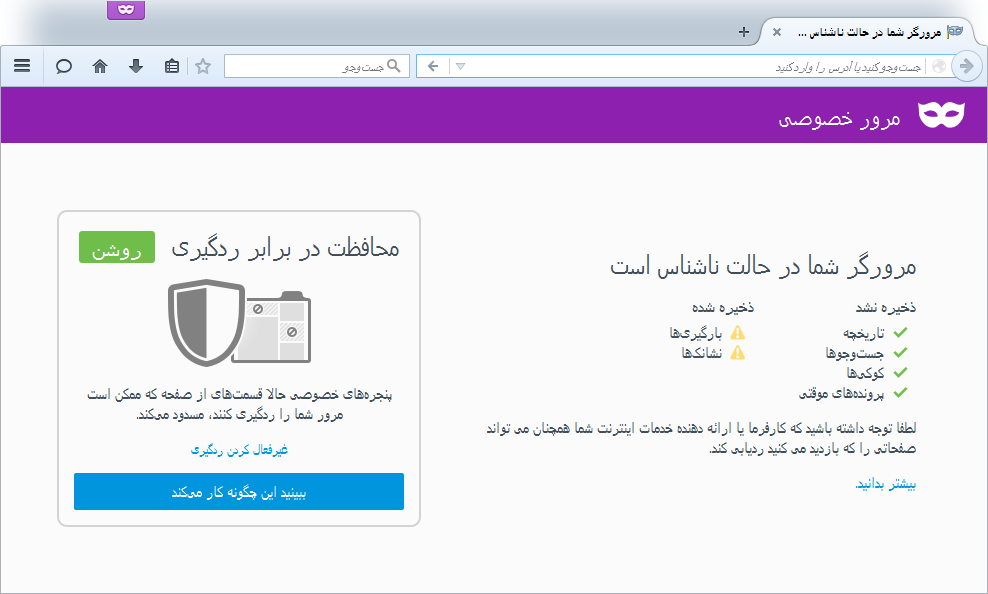 مرورگر شما در حالت ناشناس ...
جست‌وجو کنید یا آدرس را وارد کنید
جست‌وجو
مرور خصوصی
مرورگر شما در حالت ناشناس است
ذخیره نشد
تاریخچه
جست‌وجوها
کوکی‌ها
پرونده‌های موقتی
ذخیره شده
بارگیری‌ها
نشانک‌ها
لطفا توجه داشته باشید که کارفرما یا ارائه دهنده خدمات اینترنت شما همچنان می تواند
صفحاتی را که بازدید می کنید ردیابی کند.
بیشتر بدانید.
محافظت در برابر ردگیری
روشن
پنجره‌های خصوصی حالا قسمت‌های از صفحه که ممکن است
مرور شما را ردگیری کنند، مسدود می‌کند.
غیرفعال کردن ردگیری
ببینید این چگونه کار می‌کند